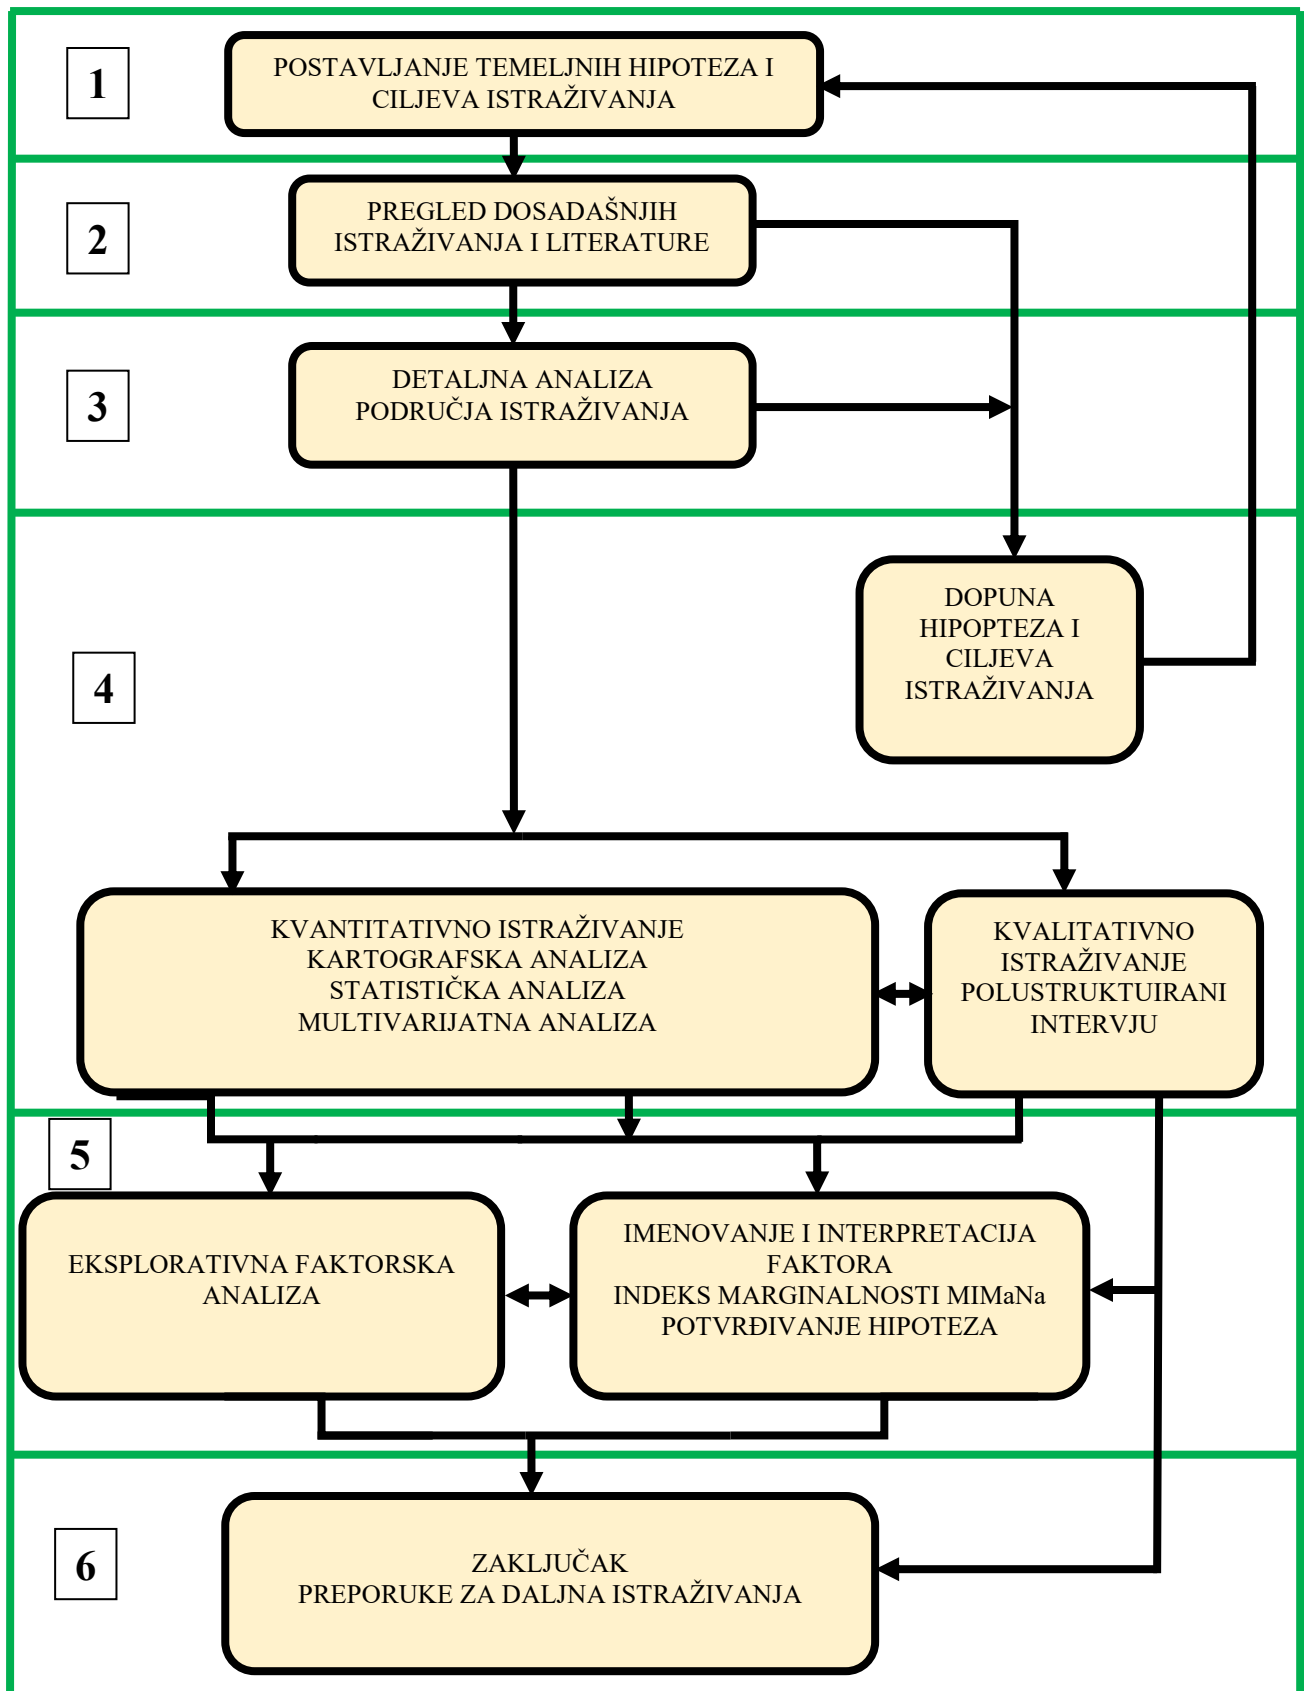 1
POSTAVLJANJE TEMELJNIH HIPOTEZA I
CILJEVA ISTRAŽIVANJA
2
PREGLED DOSADAŠNJIH
ISTRAŽIVANJA I LITERATURE
3
DETALJNA ANALIZA
PODRUČJA ISTRAŽIVANJA
4
DOPUNA
HIPOPTEZA I
CILJEVA
ISTRAŽIVANJA
KVANTITATIVNO ISTRAŽIVANJE
KARTOGRAFSKA ANALIZA
STATISTIČKA ANALIZA
MULTIVARIJATNA ANALIZA
KVALITATIVNO
ISTRAŽIVANJE
POLUSTRUKTUIRANI
INTERVJU
5
EKSPLORATIVNA FAKTORSKA
ANALIZA
IMENOVANJE I INTERPRETACIJA
FAKTORA
INDEKS MARGINALNOSTI MIMaNa
POTVRĐIVANJE HIPOTEZA
6
ZAKLJUČAK
PREPORUKE ZA DALJNA ISTRAŽIVANJA